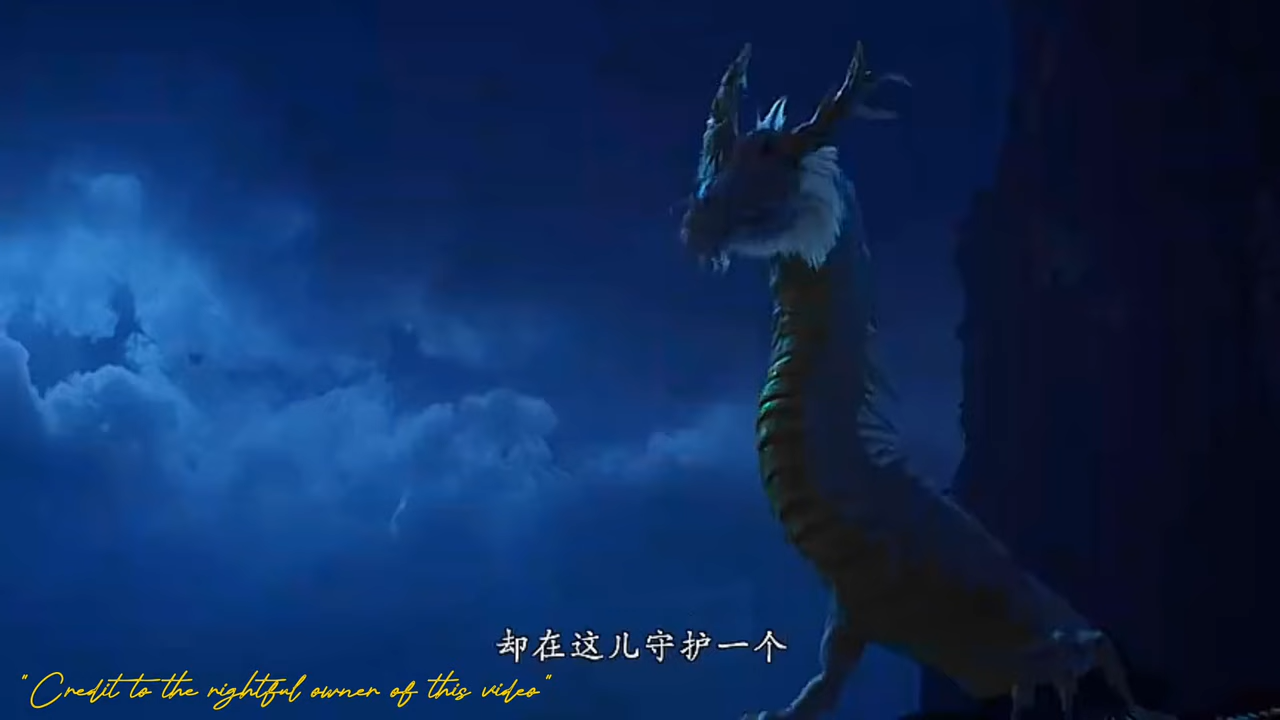 却在这儿守护一个
"Credit to the rightful owner of this video"